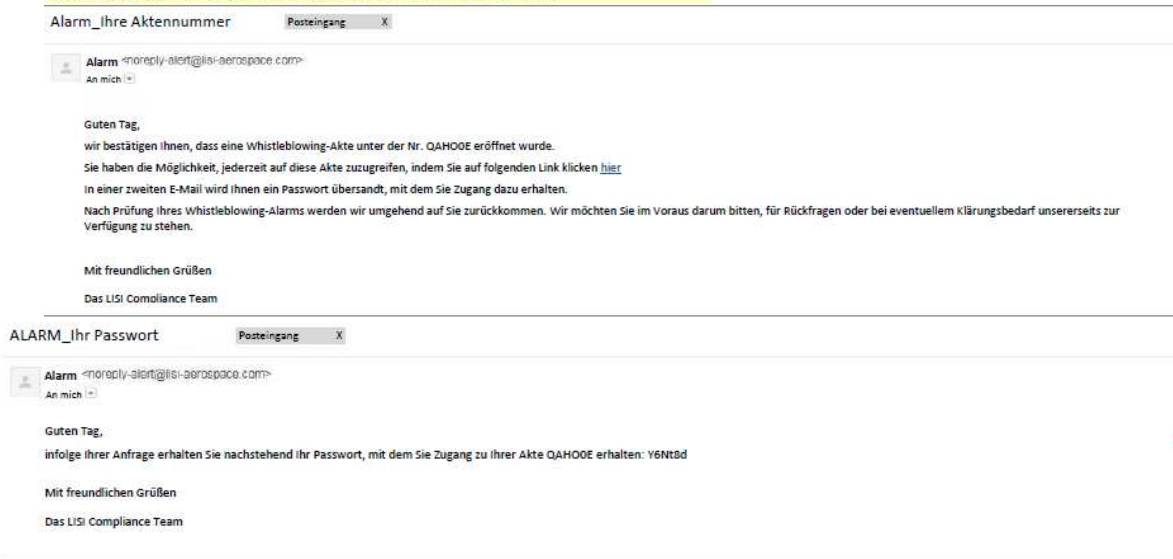 Alarm_Ihre Aktennummer Posteingang X
Alarm <noreply-alert@lisi-aerospace.com>
An mich
Guten Tag,
wir bestätigen Ihnen, dass eine Whistleblowing-Akte unter der Nr. QAHO0E eröffnet wurde.
Sie haben die Möglichkeit, jederzeit auf diese Akte zuzugreifen, indem Sie auf folgenden Link klicken hier
In einer zweiten E-Mail wird Ihnen ein Passwort übersandt, mit dem Sie Zugang dazu erhalten.
Nach Prüfung Ihres Whistleblowing-Alarms werden wir umgehend auf Sie zurückkommen. Wir möchten Sie im Voraus darum bitten, für Rückfragen oder bei eventuellem Klärungsbedarf unsererseits zur
Verfügung zu stehen.
Mit freundlichen Grüßen
Das LISI Compliance Team
ALARM_Ihr Passwort Posteingang X
Alarm <noreply-alert@lisi-aerospace.com>
An mich
Guten Tag,
infolge Ihrer Anfrage erhalten Sie nachstehend Ihr Passwort, mit dem Sie Zugang zu Ihrer Akte QAHO0E erhalten: Y6Nt8d
Mit freundlichen Grüßen
Das LISI Compliance Team